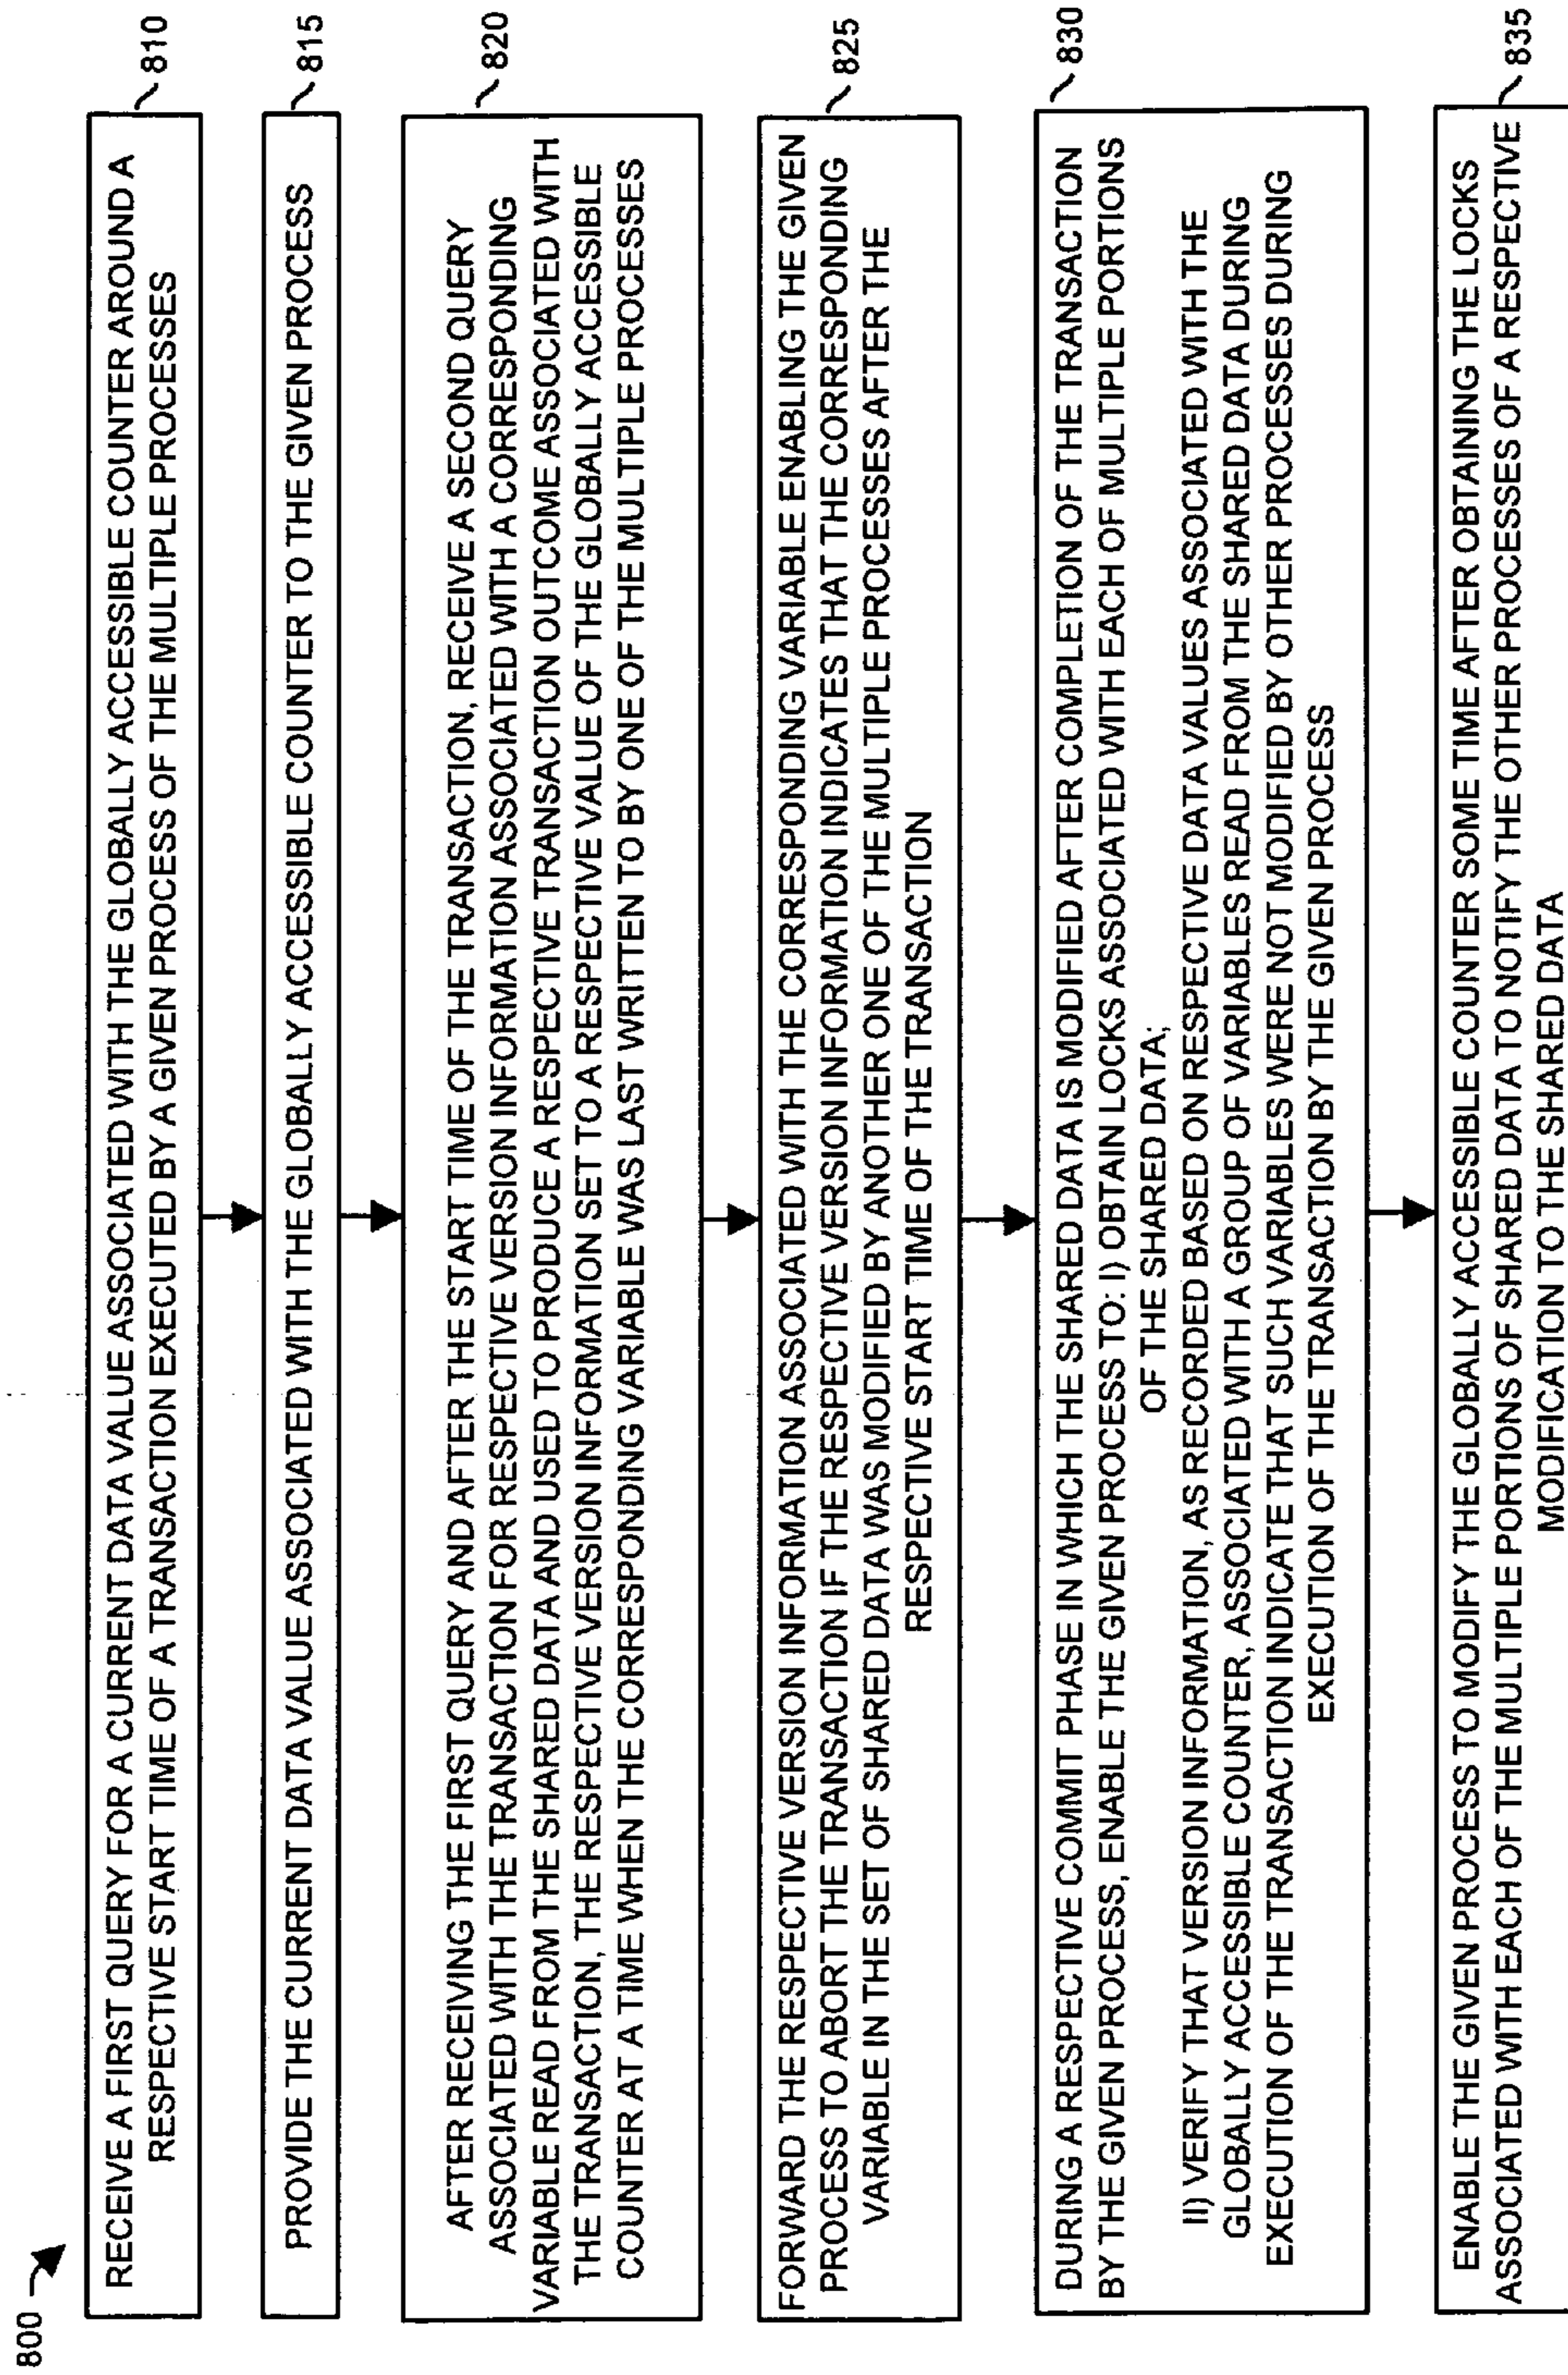 800
RECEIVE A FIRST QUERY FOR A CURRENT DATA VALUE ASSOCIATED WITH THE GLOBALLY ACCESSIBLE COUNTER AROUND A
RESPECTIVE START TIME OF A TRANSACTION EXECUTED BY A GIVEN PROCESS OF THE MULTIPLE PROCESSES
810
PROVIDE THE CURRENT DATA VALUE ASSOCIATED WITH THE GLOBALLY ACCESSIBLE COUNTER TO THE GIVEN PROCESS
815
AFTER RECEIVING THE FIRST QUERY AND AFTER THE START TIME OF THE TRANSACTION, RECEIVE A SECOND QUERY
ASSOCIATED WITH THE TRANSACTION FOR RESPECTIVE VERSION INFORMATION ASSOCIATED WITH A CORRESPONDING
VARIABLE READ FROM THE SHARED DATA AND USED TO PRODUCE A RESPECTIVE TRANSACTION OUTCOME ASSOCIATED WITH
THE TRANSACTION, THE RESPECTIVE VERSION INFORMATION SET TO A RESPECTIVE VALUE OF THE GLOBALLY ACCESSIBLE
COUNTER AT A TIME WHEN THE CORRESPONDING VARIABLE WAS LAST WRITTEN TO BY ONE OF THE MULTIPLE PROCESSES
820
FORWARD THE RESPECTIVE VERSION INFORMATION ASSOCIATED WITH THE CORRESPONDING VARIABLE ENABLING THE GIVEN
PROCESS TO ABORT THE TRANSACTION IF THE RESPECTIVE VERSION INFORMATION INDICATES THAT THE CORRESPONDING
VARIABLE IN THE SET OF SHARED DATA WAS MODIFIED BY ANOTHER ONE OF THE MULTIPLE PROCESSES AFTER THE
RESPECTIVE START TIME OF THE TRANSACTION
825
DURING A RESPECTIVE COMMIT PHASE IN WHICH THE SHARED DATA IS MODIFIED AFTER COMPLETION OF THE TRANSACTION
BY THE GIVEN PROCESS, ENABLE THE GIVEN PROCESS TO: I) OBTAIN LOCKS ASSOCIATED WITH EACH OF MULTIPLE PORTIONS
OF THE SHARED DATA;
II) VERIFY THAT VERSION INFORMATION, AS RECORDED BASED ON RESPECTIVE DATA VALUES ASSOCIATED WITH THE
GLOBALLY ACCESSIBLE COUNTER, ASSOCIATED WITH A GROUP OF VARIABLES READ FROM THE SHARED DATA DURING
EXECUTION OF THE TRANSACTION INDICATE THAT SUCH VARIABLES WERE NOT MODIFIED BY OTHER PROCESSES DURING
EXECUTION OF THE TRANSACTION BY THE GIVEN PROCESS
830
ENABLE THE GIVEN PROCESS TO MODIFY THE GLOBALLY ACCESSIBLE COUNTER SOME TIME AFTER OBTAINING THE LOCKS
ASSOCIATED WITH EACH OF THE MULTIPLE PORTIONS OF SHARED DATA TO NOTIFY THE OTHER PROCESSES OF A RESPECTIVE
MODIFICATION TO THE SHARED DATA
835